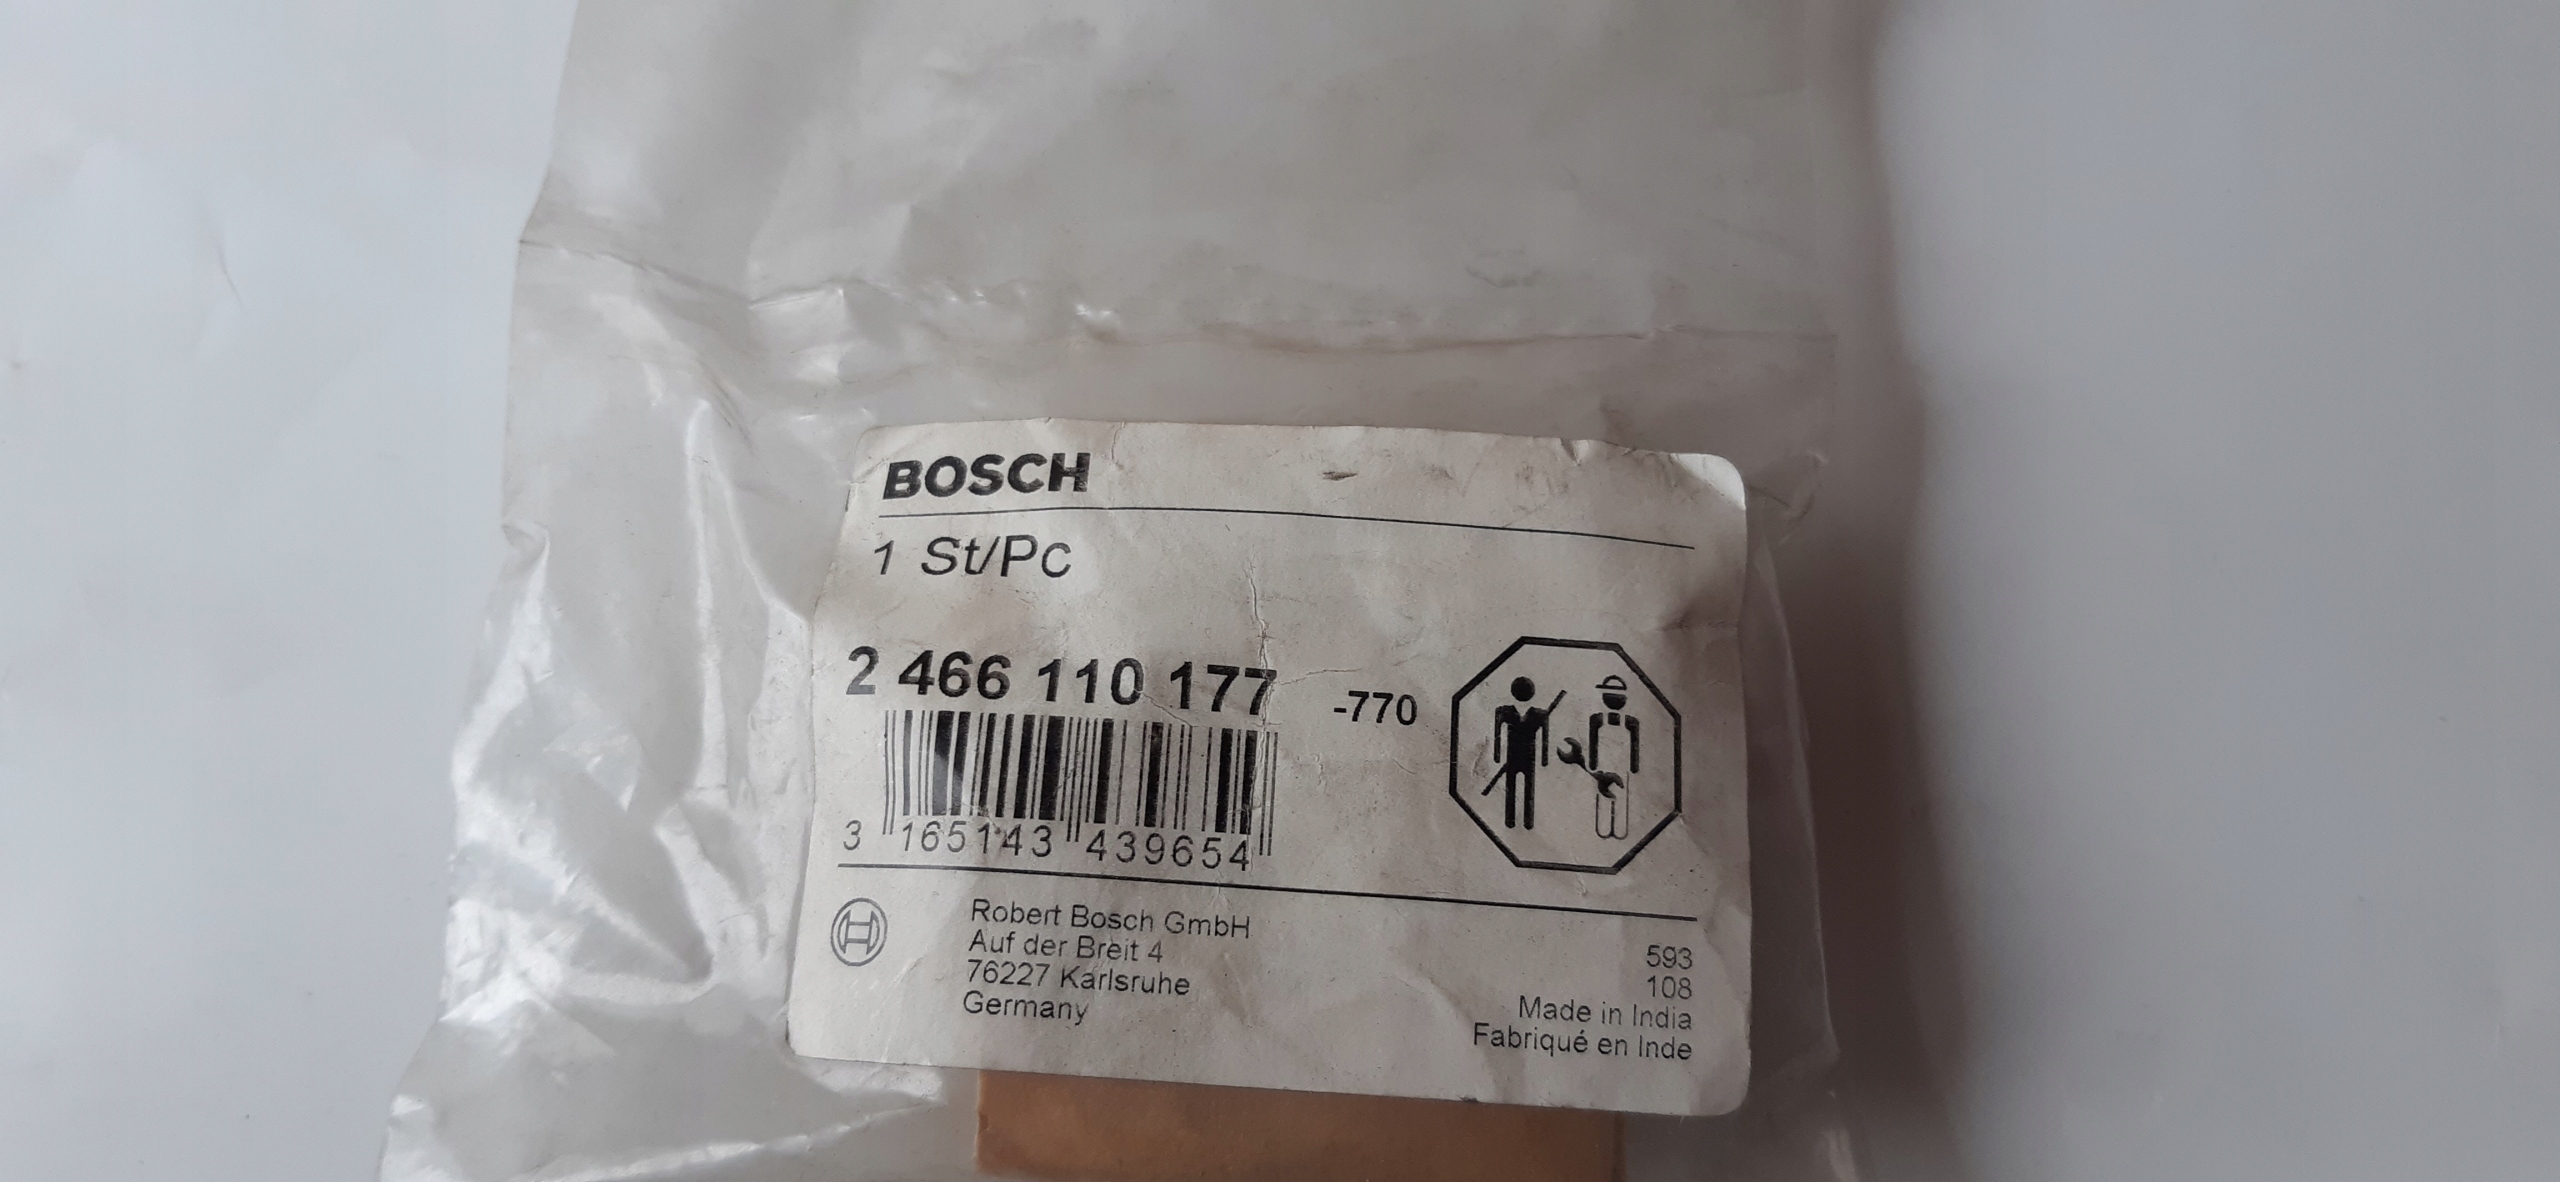 BOSCH
1 St/Pc
2 466 110 177 -770
3 165143 439654
Robert Bosch GmbH
Auf der Breit 4
76227 Karlsruhe
Germany
593
108
Made in India
Fabriqué en Inde